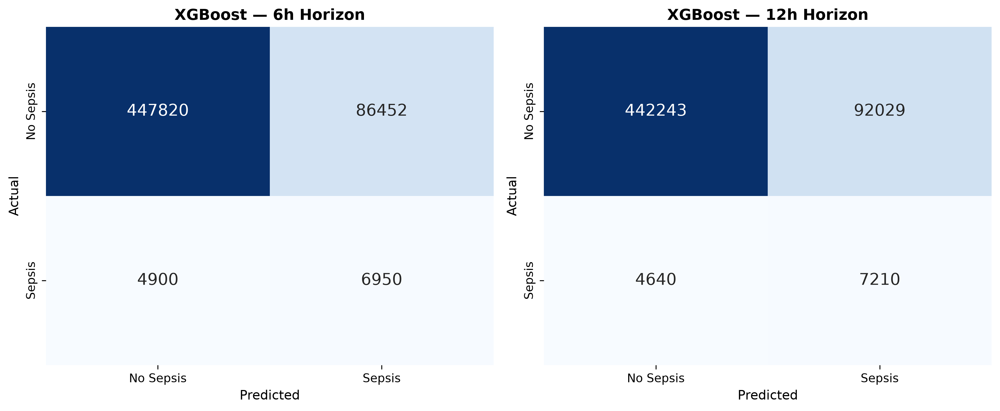 XGBoost — 6h Horizon
Actual
No Sepsis
447820
86452
Sepsis
4900
6950
No Sepsis
Sepsis
Predicted
XGBoost — 12h Horizon
Actual
No Sepsis
442243
92029
Sepsis
4640
7210
No Sepsis
Sepsis
Predicted